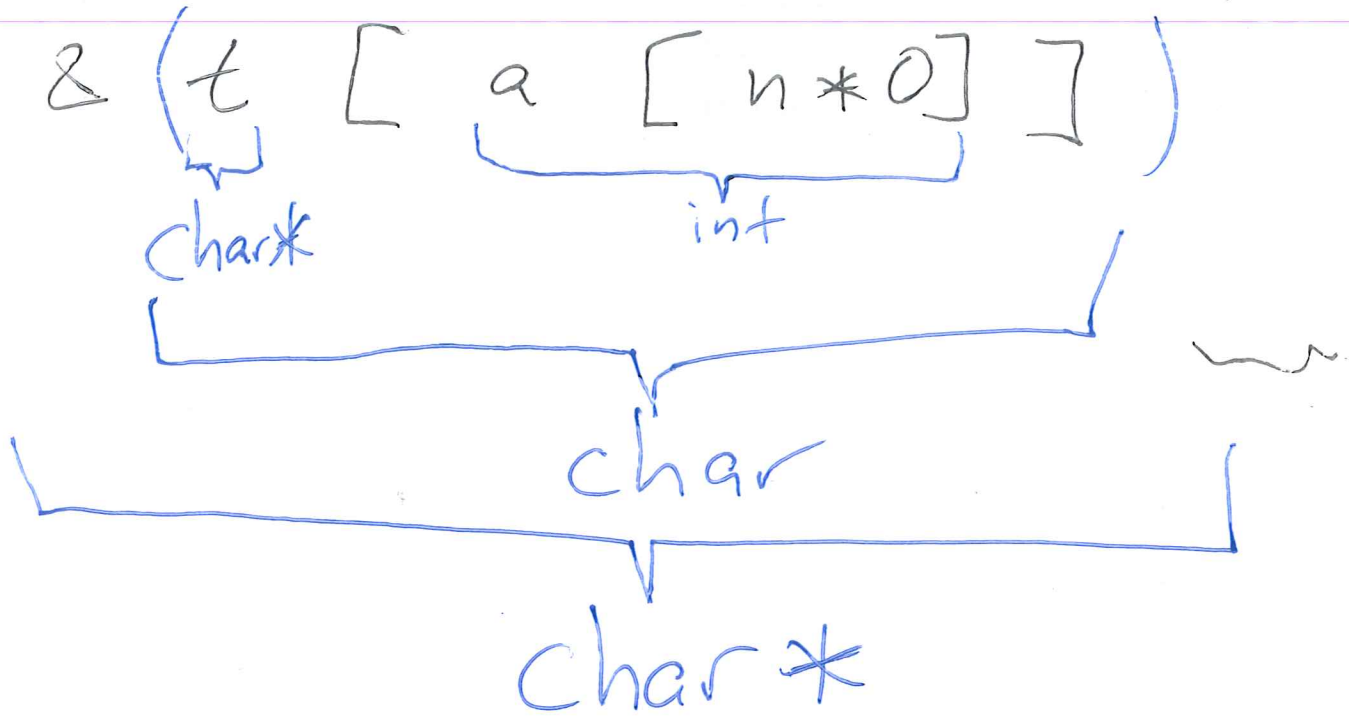 & (t [ a [ n * 0 ] ] )
char* int
char
char *